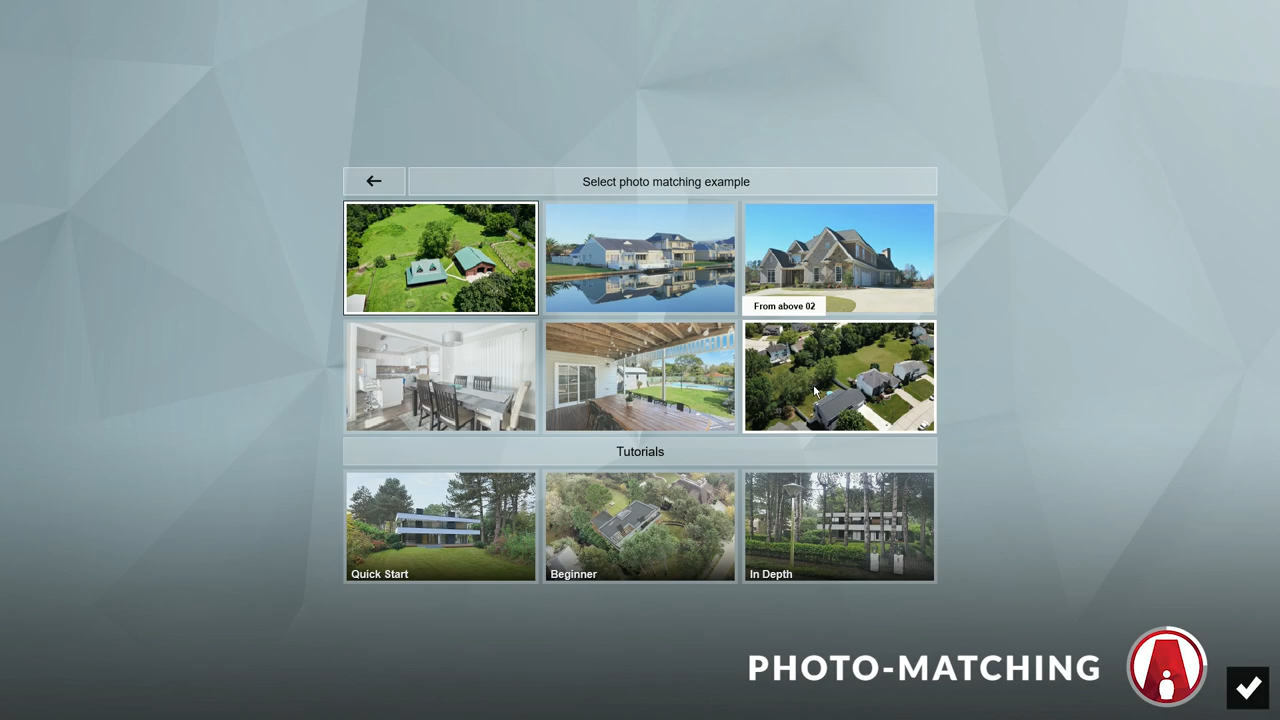 Select photo matching example
From above 02
Tutorials
Quick Start
Beginner
In Depth
PHOTO-MATCHING